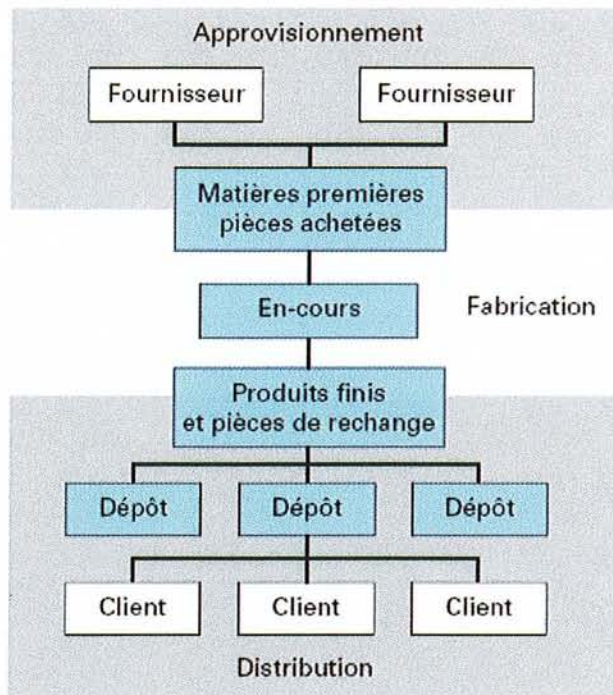 Approvisionnement
Fournisseur
Fournisseur
Matières premières
pièces achetées
En-cours
Fabrication
Produits finis
et pièces de rechange
Dépôt
Dépôt
Dépôt
Client
Client
Client
Distribution